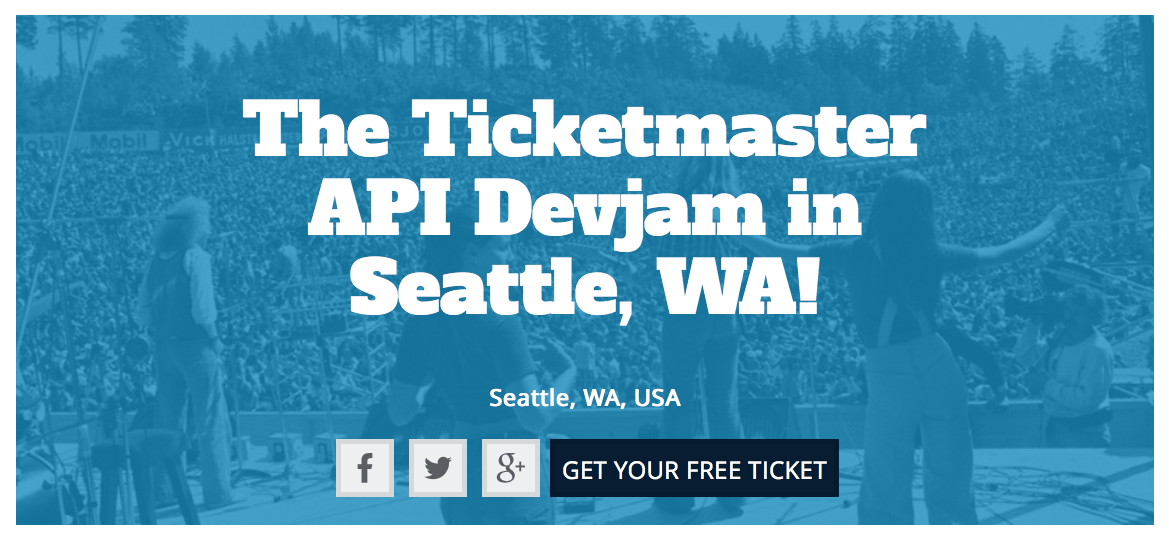 The Ticketmaster
API Devjam in
Seattle, WA!
Seattle, WA, USA
GET YOUR FREE TICKET